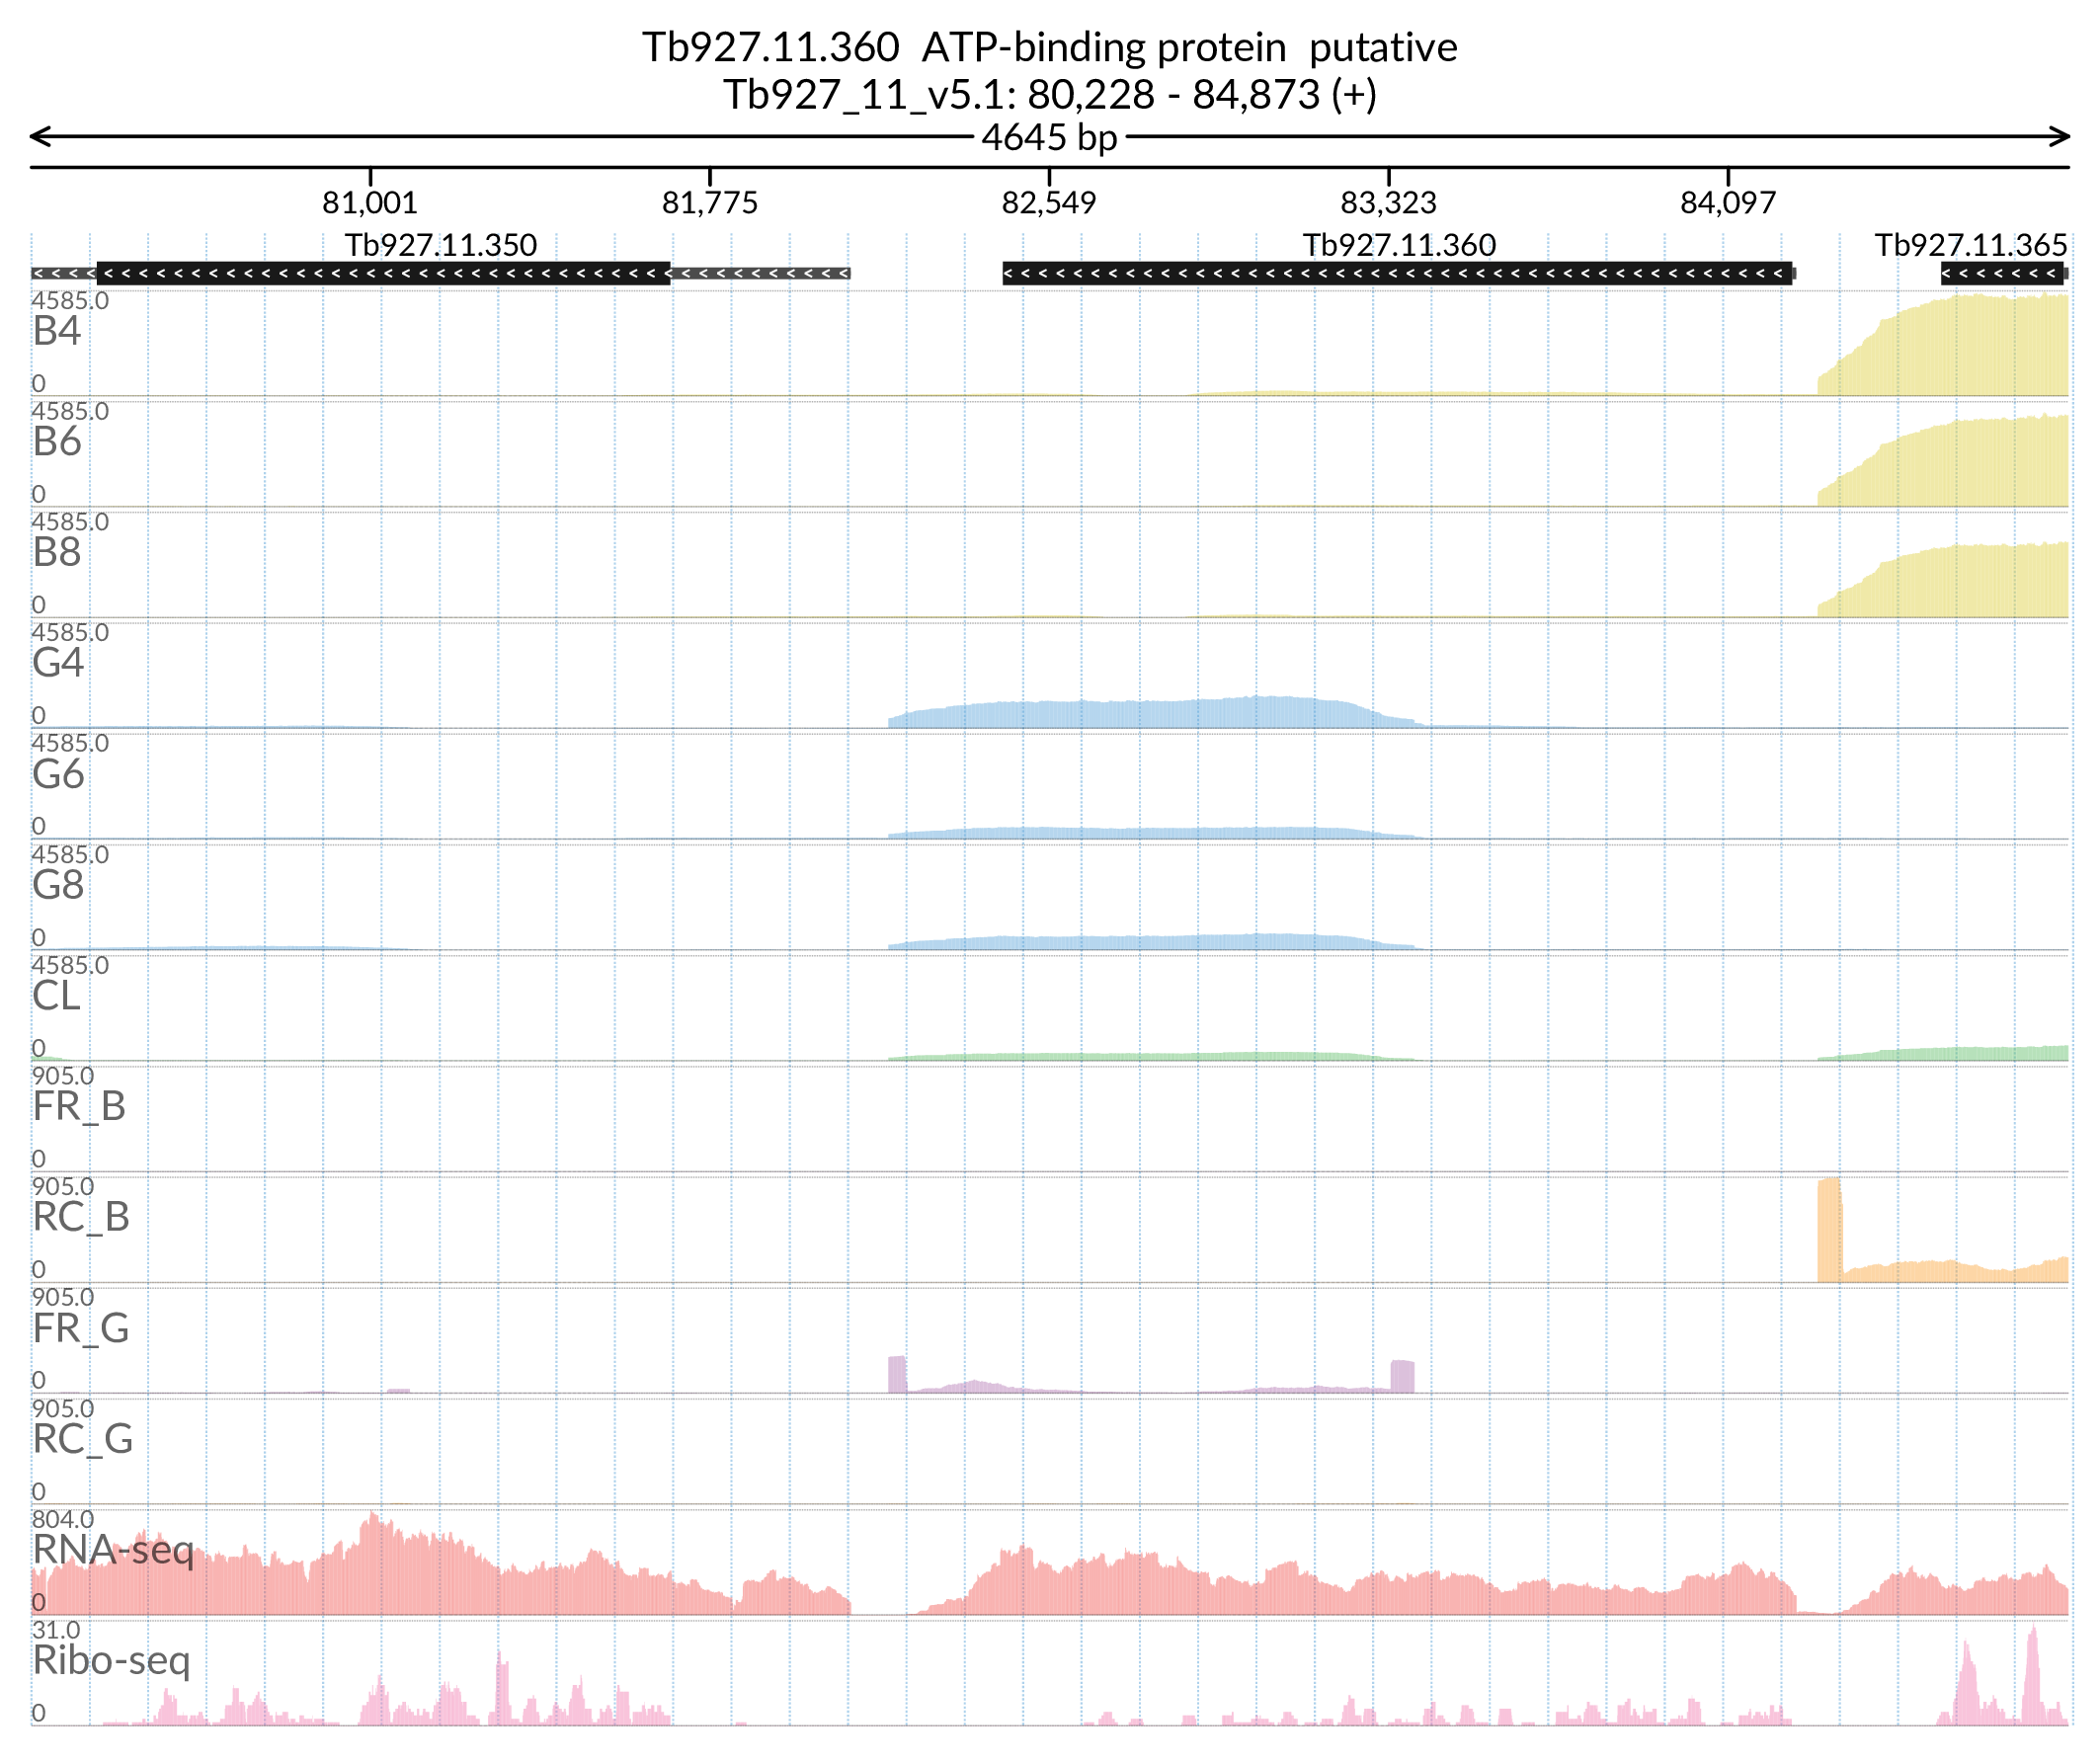 Tb927.11.360 ATP-binding protein putative
Tb927_11_v5.1: 80,228 - 84,873 (+)
4645 bp
81,001 81,775 82,549 83,323 84,097
Tb927.11.350 Tb927.11.360 Tb927.11.365
4585.0
B4
0
4585.0
B6
0
4585.0
B8
0
4585.0
G4
0
4585.0
G6
0
4585.0
G8
0
4585.0
CL
0
905.0
FR_B
0
905.0
RC_B
0
905.0
FR_G
0
905.0
RC_G
0
804.0
RNA-seq
0
31.0
Ribo-seq
0